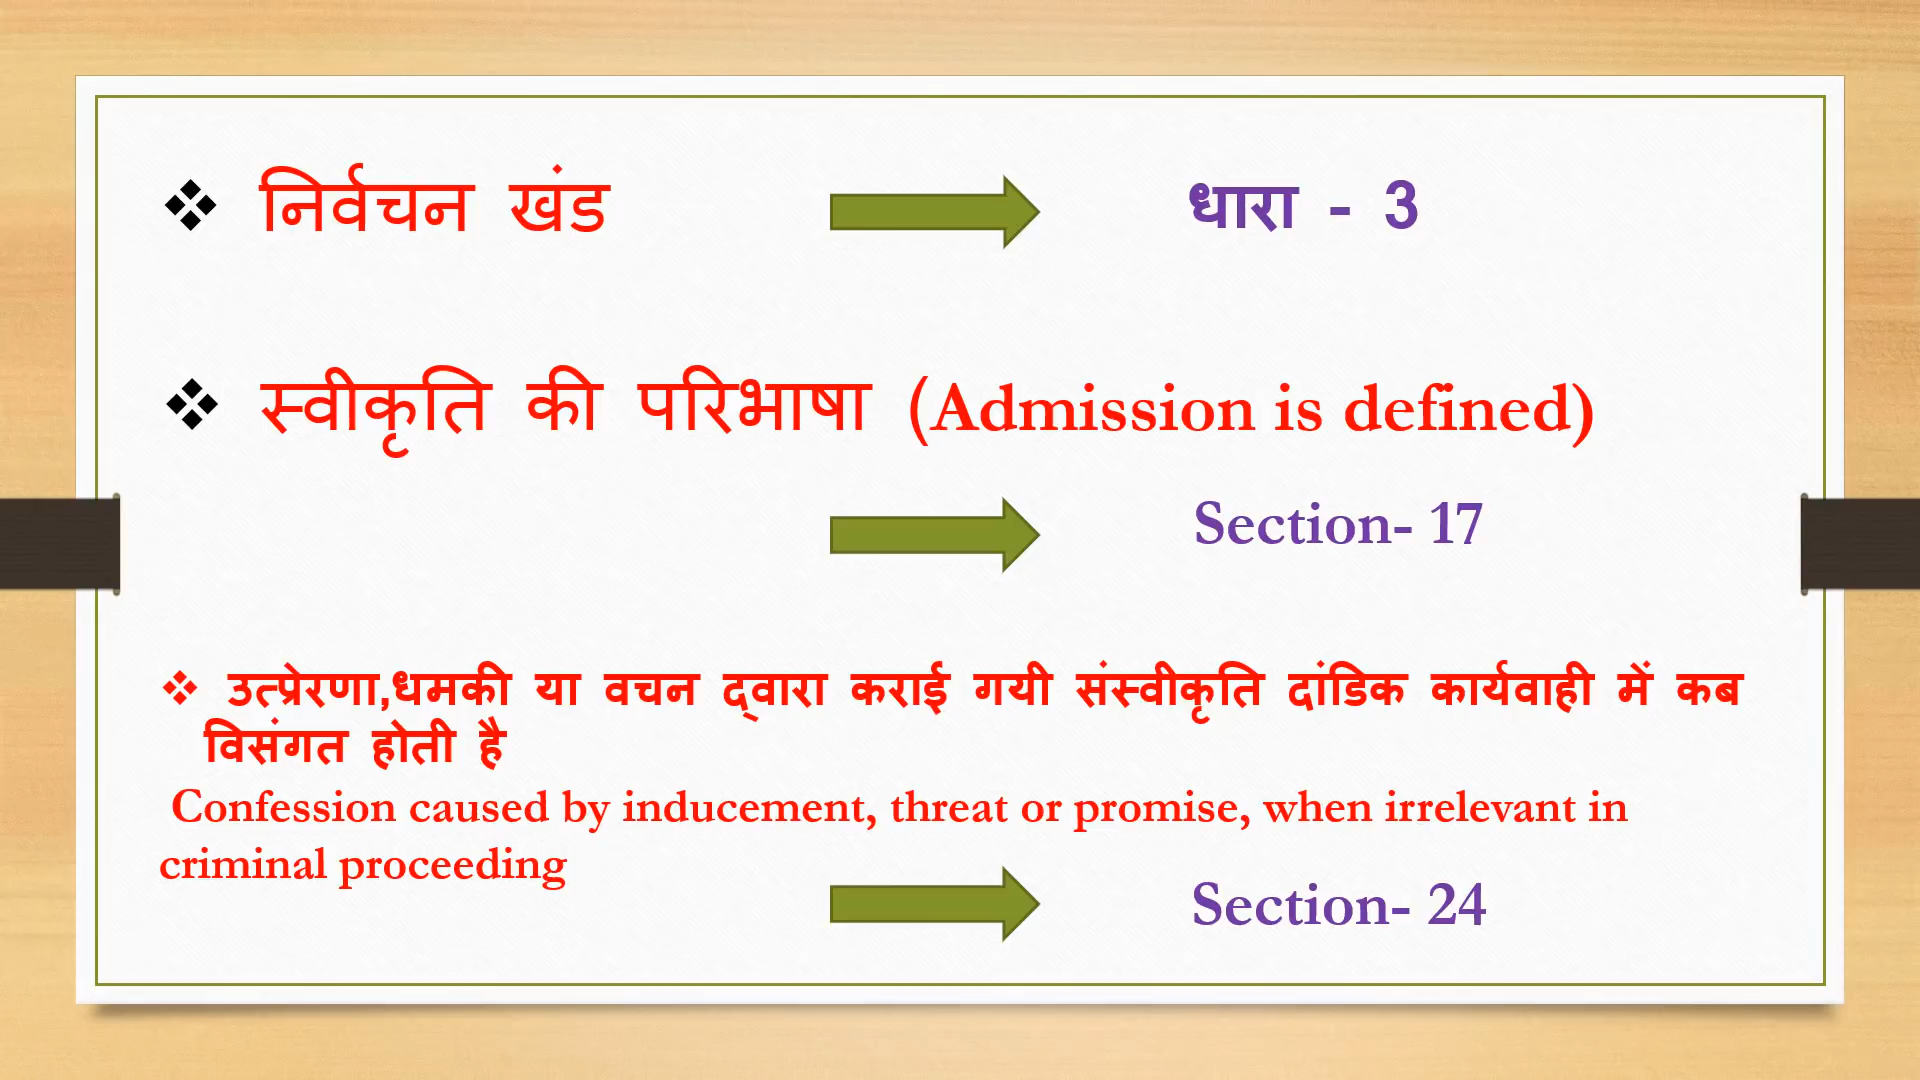 ❖ निर्वचन खंड धारा - 3
❖ स्वीकृति की परिभाषा (Admission is defined)
Section- 17
❖ उत्प्रेरणा,धमकी या वचन द्वारा कराई गयी संस्वीकृति दांडिक कार्यवाही में कब
विसंगत होती है
Confession caused by inducement, threat or promise, when irrelevant in
criminal proceeding
Section- 24